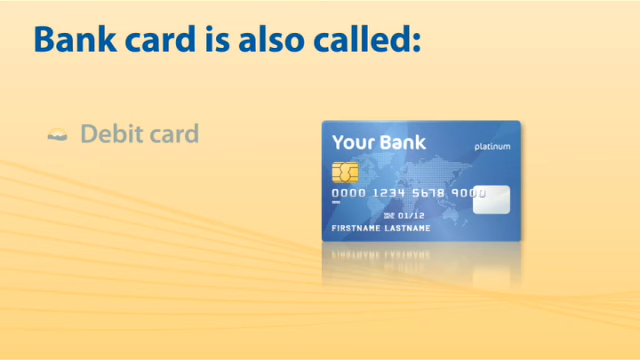 Bank card is also called:
Debit card
Your Bank
platinum
0000 1234 5678 9000
01/12
FIRSTNAME LASTNAME